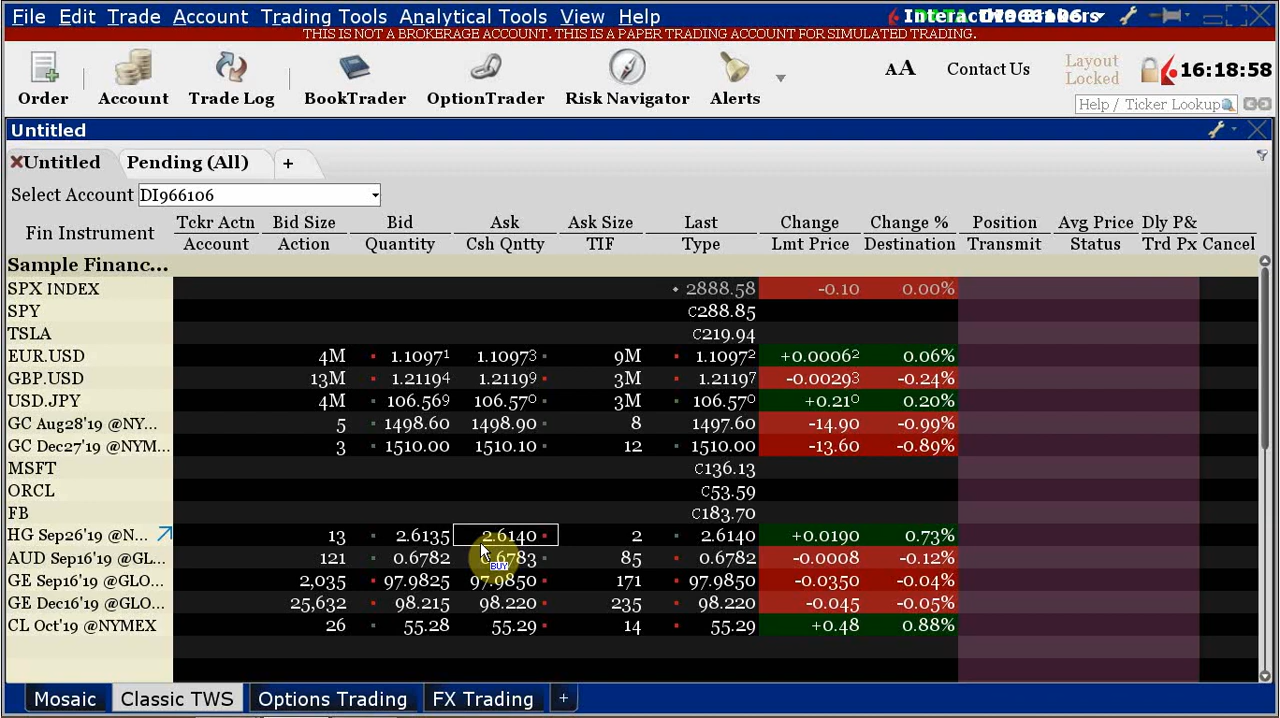 File Edit Trade Account Trading Tools Analytical Tools View Help
THIS IS NOT A BROKERAGE ACCOUNT. THIS IS A PAPER TRADING ACCOUNT FOR SIMULATED TRADING.
Order Account Trade Log BookTrader OptionTrader Risk Navigator Alerts AA Contact Us Layout Locked 16:18:58
Help / Ticker Lookup
Untitled
Untitled Pending (All) +
Select Account DI966106
Fin Instrument Tckr Actn Bid Size Bid Ask Ask Size Last Change Change % Position Avg Price Dly P&
Account Action Quantity Csh Qntty TIF Type Lmt Price Destination Transmit Status Trd Px Cancel
Sample Financ...
SPX INDEX 2888.58 -0.10 0.00%
SPY C288.85
TSLA C219.94
EUR.USD 4M 1.10971 1.10973 9M 1.10972 +0.00062 0.06%
GBP.USD 13M 1.21194 1.21199 3M 1.21197 -0.00293 -0.24%
USD.JPY 4M 106.569 106.570 3M 106.570 +0.210 0.20%
GC Aug28'19 @NY... 5 1498.60 1498.90 8 1497.60 -14.90 -0.99%
GC Dec27'19 @NYM... 3 1510.00 1510.10 12 1510.00 -13.60 -0.89%
MSFT C136.13
ORCL C53.59
FB C183.70
HG Sep26'19 @N... 13 2.6135 2.6140 2 2.6140 +0.0190 0.73%
AUD Sep16'19 @GL... 121 0.6782 .6783 85 0.6782 -0.0008 -0.12%
BUY
GE Sep16'19 @GLO... 2,035 97.9825 97.9850 171 97.9850 -0.0350 -0.04%
GE Dec16'19 @GLO... 25,632 98.215 98.220 235 98.220 -0.045 -0.05%
CL Oct'19 @NYMEX 26 55.28 55.29 14 55.29 +0.48 0.88%
Mosaic Classic TWS Options Trading FX Trading +